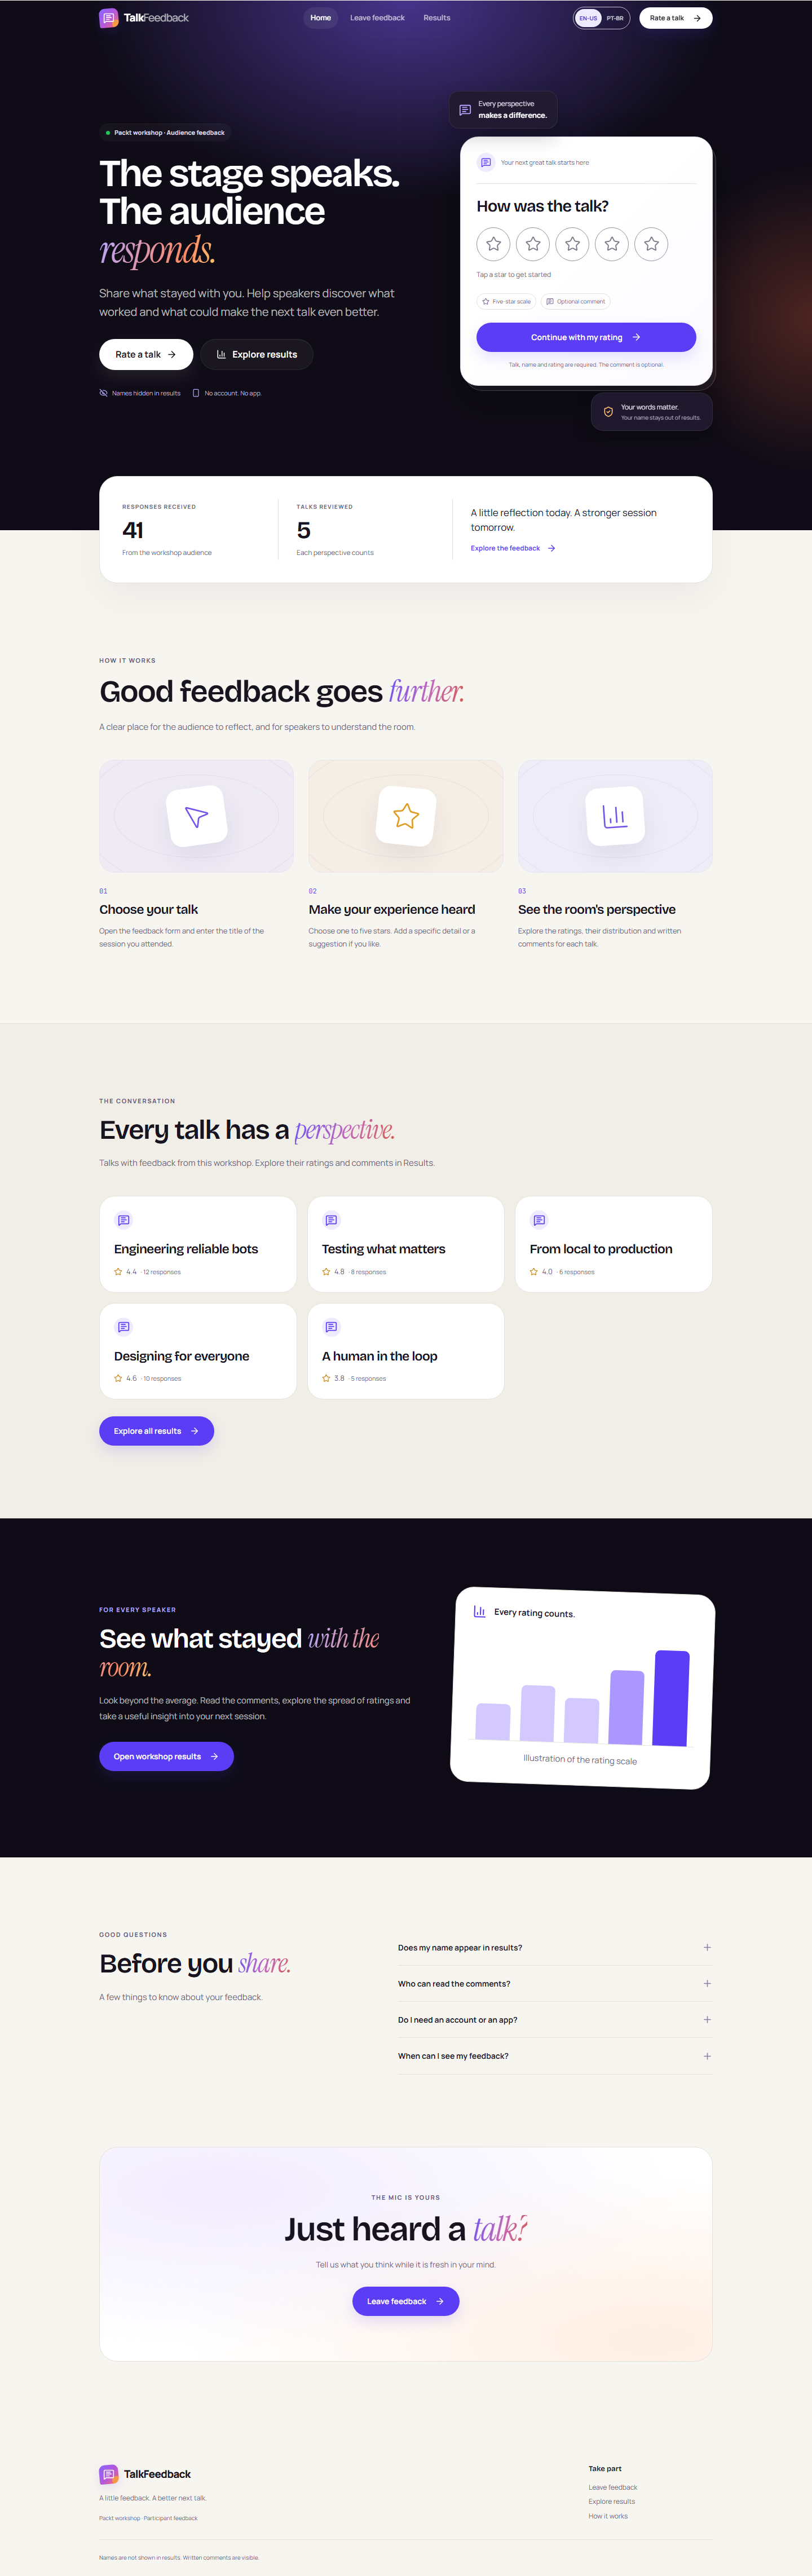 TalkFeedback
Home
Leave feedback
Results
EN-US
PT-BR
Rate a talk
Packt workshop · Audience feedback
The stage speaks.
The audience
responds.
Share what stayed with you. Help speakers discover what
worked and what could make the next talk even better.
Rate a talk
Explore results
Names hidden in results
No account. No app.
Every perspective
makes a difference.
Your next great talk starts here
How was the talk?
Tap a star to get started
Five-star scale
Optional comment
Continue with my rating
Talk, name and rating are required. The comment is optional.
Your words matter.
Your name stays out of results.
RESPONSES RECEIVED
41
From the workshop audience
TALKS REVIEWED
5
Each perspective counts
A little reflection today. A stronger session
tomorrow.
Explore the feedback
HOW IT WORKS
Good feedback goes further.
A clear place for the audience to reflect, and for speakers to understand the room.
01
Choose your talk
Open the feedback form and enter the title of the
session you attended.
02
Make your experience heard
Choose one to five stars. Add a specific detail or a
suggestion if you like.
03
See the room's perspective
Explore the ratings, their distribution and written
comments for each talk.
THE CONVERSATION
Every talk has a perspective.
Talks with feedback from this workshop. Explore their ratings and comments in Results.
Engineering reliable bots
4.4 · 12 responses
Testing what matters
4.8 · 8 responses
From local to production
4.0 · 6 responses
Designing for everyone
4.6 · 10 responses
A human in the loop
3.8 · 5 responses
Explore all results
FOR EVERY SPEAKER
See what stayed with the
room.
Look beyond the average. Read the comments, explore the spread of ratings and
take a useful insight into your next session.
Open workshop results
Every rating counts.
Illustration of the rating scale
GOOD QUESTIONS
Before you share.
A few things to know about your feedback.
Does my name appear in results?
Who can read the comments?
Do I need an account or an app?
When can I see my feedback?
THE MIC IS YOURS
Just heard a talk?
Tell us what you think while it is fresh in your mind.
Leave feedback
TalkFeedback
A little feedback. A better next talk.
Packt workshop · Participant feedback
Take part
Leave feedback
Explore results
How it works
Names are not shown in results. Written comments are visible.